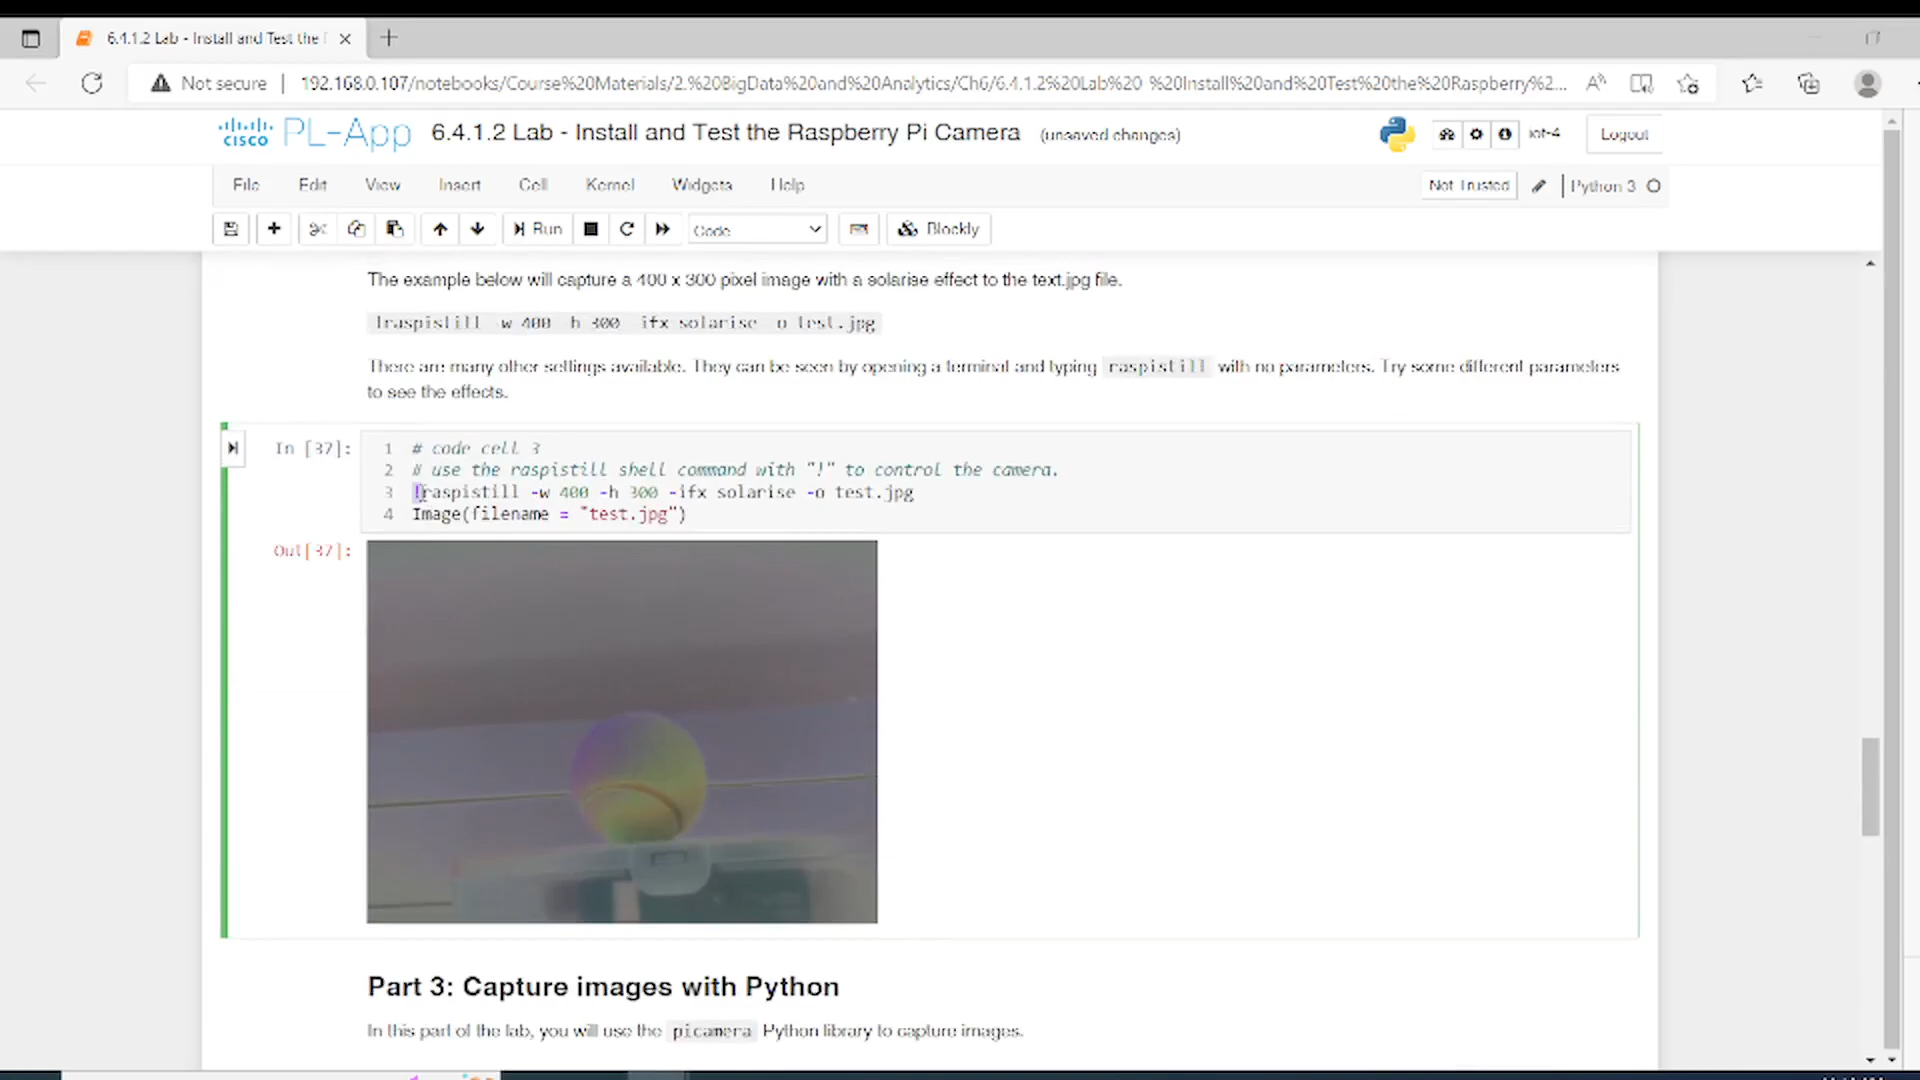 6.4.1.2 Lab - Install and Test the
Not secure | 192.168.0.107/notebooks/Course%20Materials/2.%20BigData%20and%20Analytics/Ch6/6.4.1.2%20Lab%20 %20Install%20and%20Test%20the%20Raspberry%2...
cisco PL-App 6.4.1.2 Lab - Install and Test the Raspberry Pi Camera (unsaved changes) iot-4 Logout
File Edit View Insert Cell Kernel Widgets Help Not Trusted Python 3
Run Code Blockly
The example below will capture a 400 x 300 pixel image with a solarise effect to the text.jpg file.
!raspistill w 400 h 300 ifx solarise o test.jpg
There are many other settings available. They can be seen by opening a terminal and typing raspistill with no parameters. Try some different parameters
to see the effects.
In [37]: 1 # code cell 3
2 # use the raspistill shell command with "!" to control the camera.
3 !raspistill -w 400 -h 300 -ifx solarise -o test.jpg
4 Image(filename = "test.jpg")
Out[37]:
Part 3: Capture images with Python
In this part of the lab, you will use the picamera Python library to capture images.